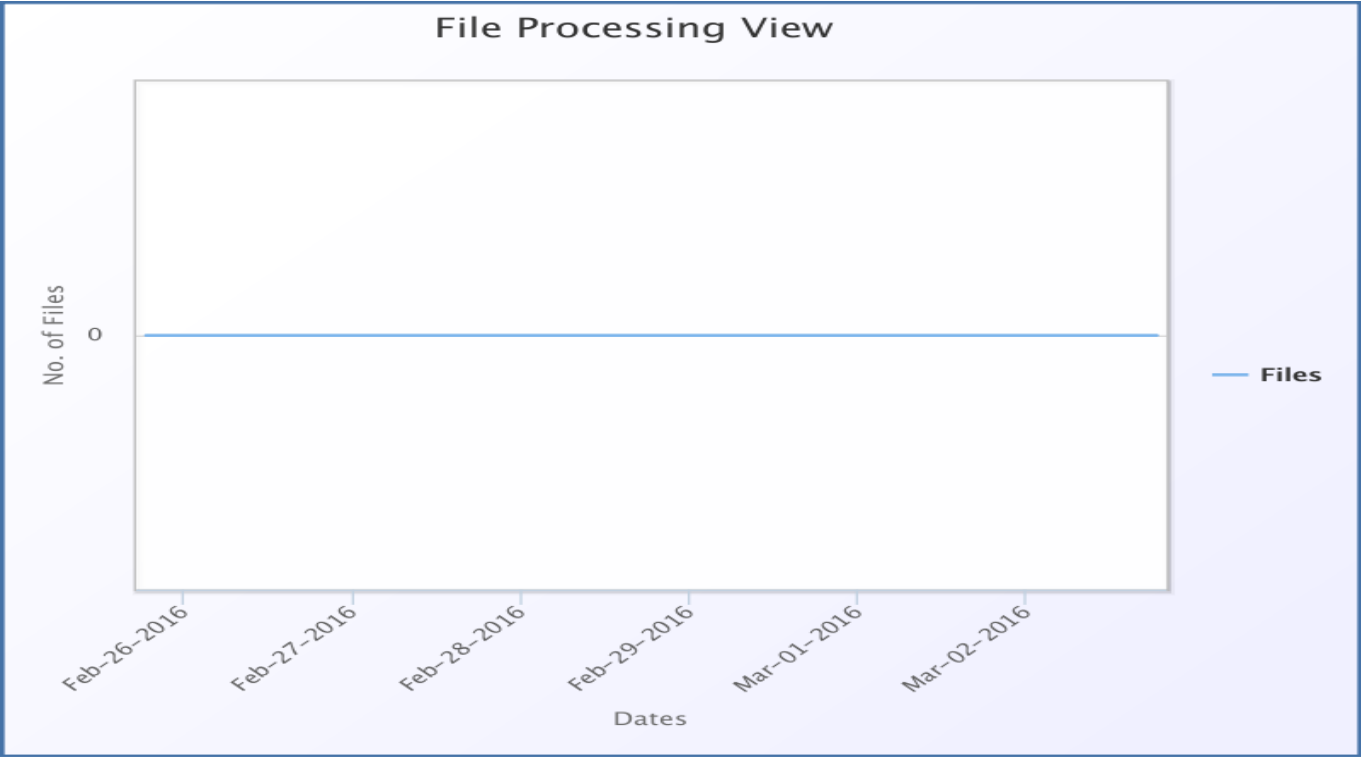 File Processing View
No. of Files
0
Files
Feb-26-2016
Feb-27-2016
Feb-28-2016
Feb-29-2016
Mar-01-2016
Mar-02-2016
Dates